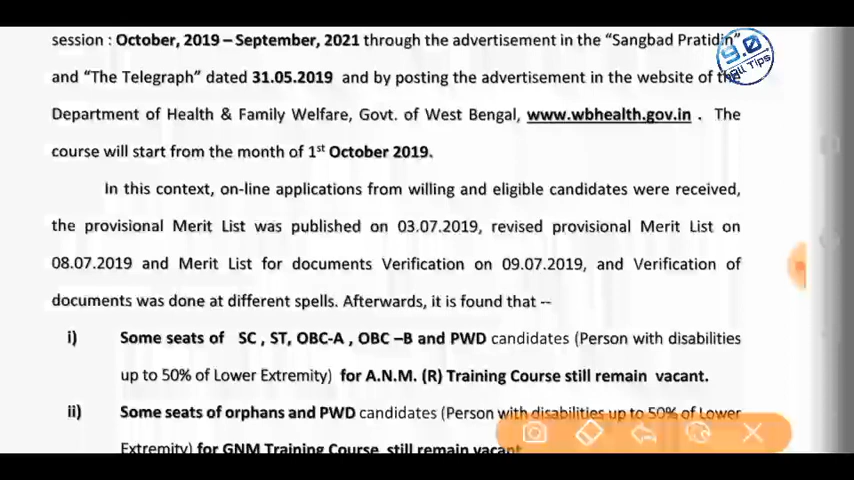 session : October, 2019 – September, 2021 through the advertisement in the “Sangbad Pratidin”
and “The Telegraph” dated 31.05.2019 and by posting the advertisement in the website of the
Department of Health & Family Welfare, Govt. of West Bengal, www.wbhealth.gov.in . The
course will start from the month of 1st October 2019.
In this context, on-line applications from willing and eligible candidates were received,
the provisional Merit List was published on 03.07.2019, revised provisional Merit List on
08.07.2019 and Merit List for documents Verification on 09.07.2019, and Verification of
documents was done at different spells. Afterwards, it is found that --
i) Some seats of SC , ST, OBC-A , OBC –B and PWD candidates (Person with disabilities
up to 50% of Lower Extremity) for A.N.M. (R) Training Course still remain vacant.
ii) Some seats of orphans and PWD candidates (Person with disabilities up to 50% of Lower
Extremity) for GNM Training Course still remain vacant
9.0
All Tips